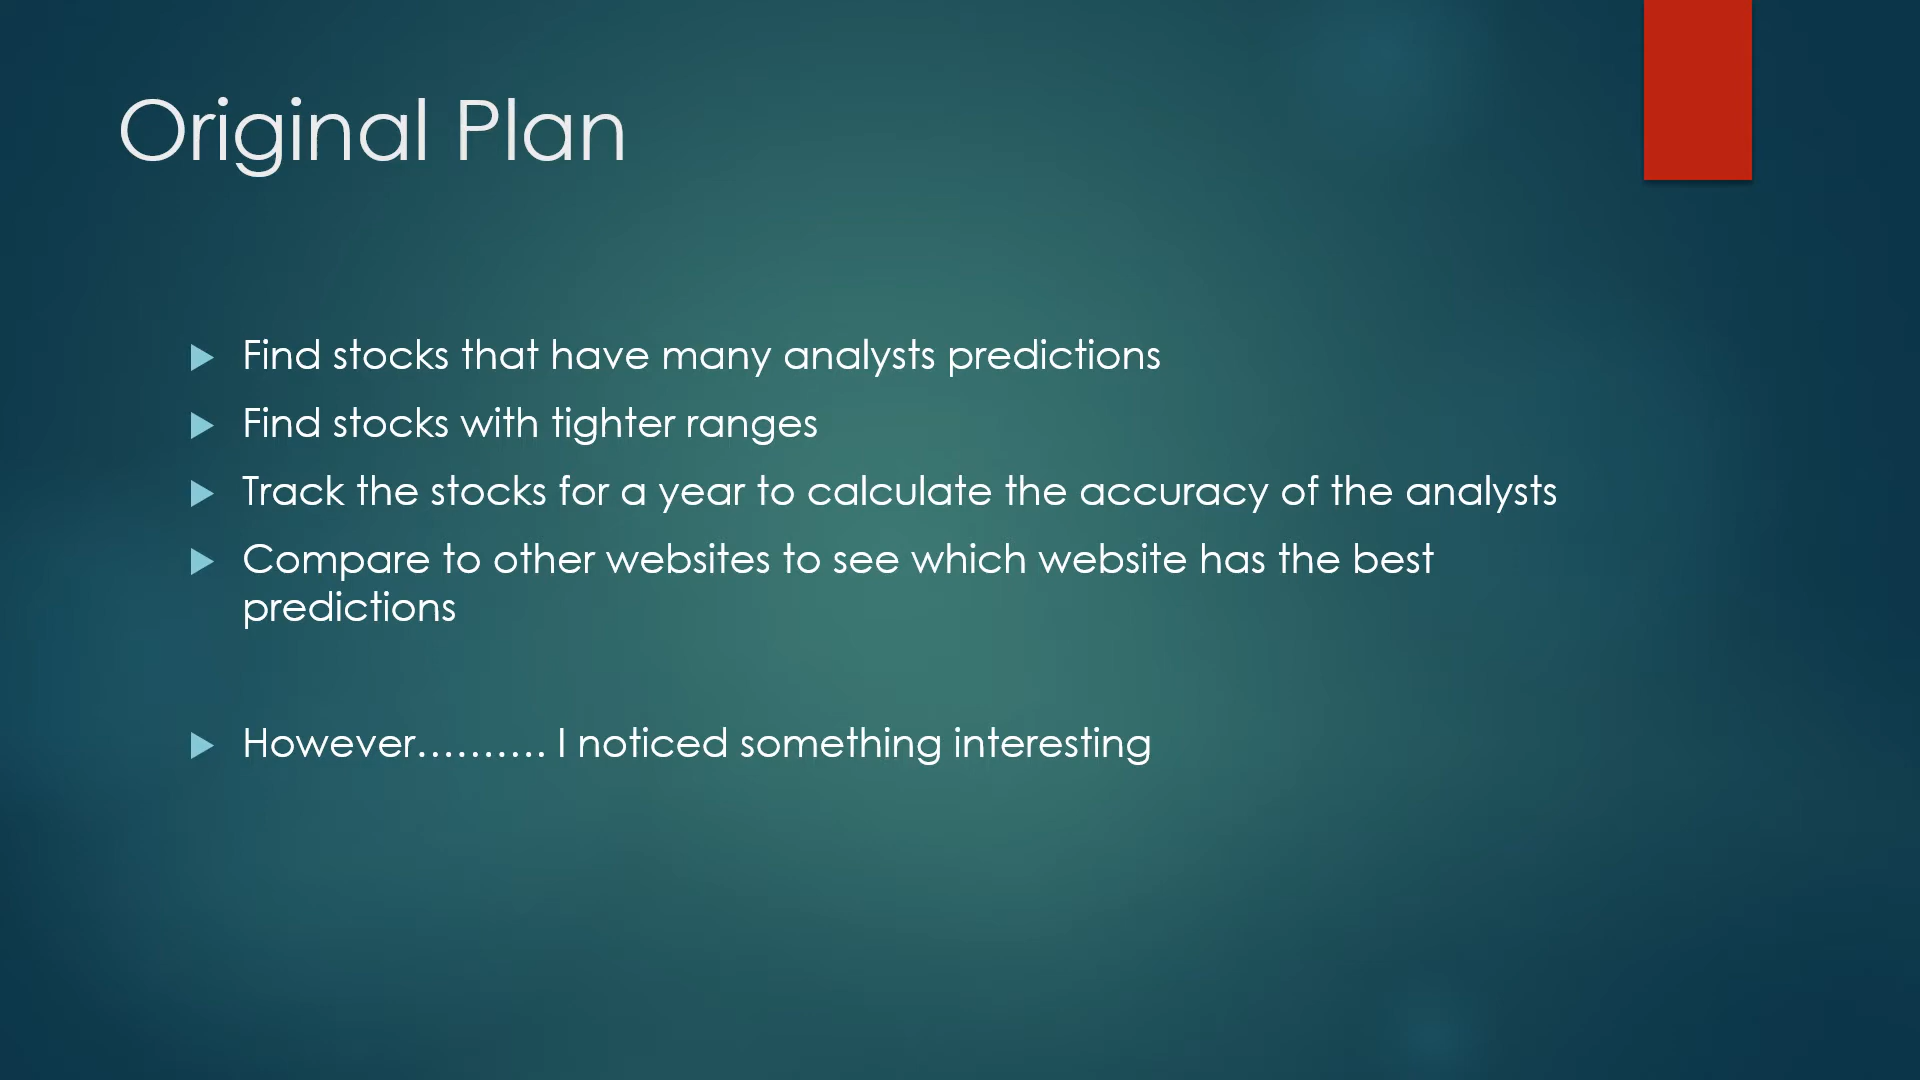 Original Plan
Find stocks that have many analysts predictions
Find stocks with tighter ranges
Track the stocks for a year to calculate the accuracy of the analysts
Compare to other websites to see which website has the best
predictions
However.......... I noticed something interesting